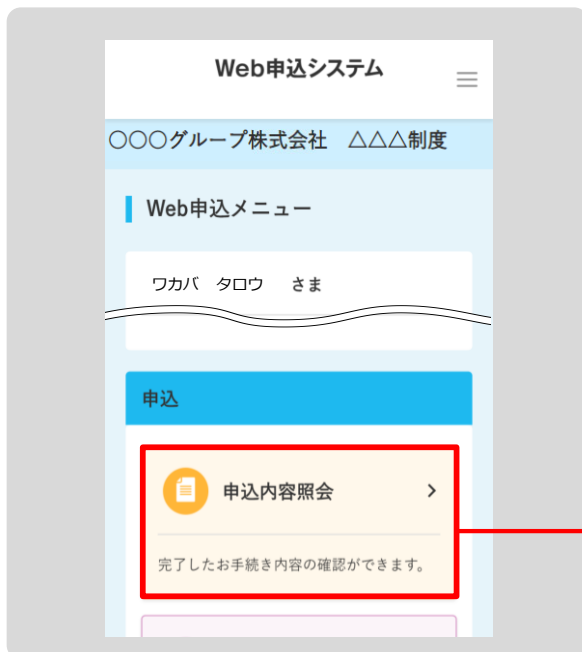 Web申込システム
〇〇〇グループ株式会社　△△△制度
Web申込メニュー
ワカバ　タロウ　さま
申込
申込内容照会
完了したお手続き内容の確認ができます。